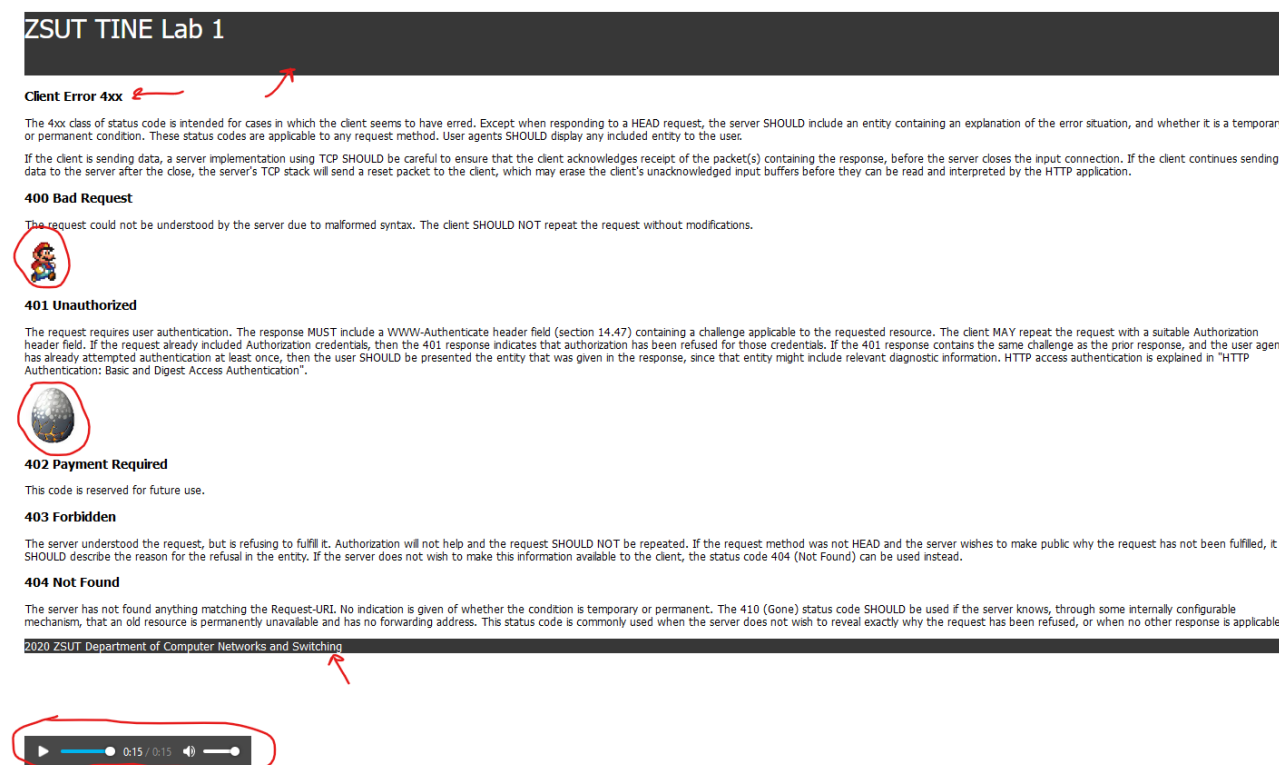 ZSUT TINE Lab 1
Client Error 4xx
The 4xx class of status code is intended for cases in which the client seems to have erred. Except when responding to a HEAD request, the server SHOULD include an entity containing an explanation of the error situation, and whether it is a temporar
or permanent condition. These status codes are applicable to any request method. User agents SHOULD display any included entity to the user.
If the client is sending data, a server implementation using TCP SHOULD be careful to ensure that the client acknowledges receipt of the packet(s) containing the response, before the server closes the input connection. If the client continues sending
data to the server after the close, the server's TCP stack will send a reset packet to the client, which may erase the client's unacknowledged input buffers before they can be read and interpreted by the HTTP application.
400 Bad Request
The request could not be understood by the server due to malformed syntax. The client SHOULD NOT repeat the request without modifications.
401 Unauthorized
The request requires user authentication. The response MUST include a WWW-Authenticate header field (section 14.47) containing a challenge applicable to the requested resource. The client MAY repeat the request with a suitable Authorization
header field. If the request already included Authorization credentials, then the 401 response indicates that authorization has been refused for those credentials. If the 401 response contains the same challenge as the prior response, and the user agen
has already attempted authentication at least once, then the user SHOULD be presented the entity that was given in the response, since that entity might include relevant diagnostic information. HTTP access authentication is explained in "HTTP
Authentication: Basic and Digest Access Authentication".
402 Payment Required
This code is reserved for future use.
403 Forbidden
The server understood the request, but is refusing to fulfill it. Authorization will not help and the request SHOULD NOT be repeated. If the request method was not HEAD and the server wishes to make public why the request has not been fulfilled, it
SHOULD describe the reason for the refusal in the entity. If the server does not wish to make this information available to the client, the status code 404 (Not Found) can be used instead.
404 Not Found
The server has not found anything matching the Request-URI. No indication is given of whether the condition is temporary or permanent. The 410 (Gone) status code SHOULD be used if the server knows, through some internally configurable
mechanism, that an old resource is permanently unavailable and has no forwarding address. This status code is commonly used when the server does not wish to reveal exactly why the request has been refused, or when no other response is applicable
2020 ZSUT Department of Computer Networks and Switching
0:15 / 0:15